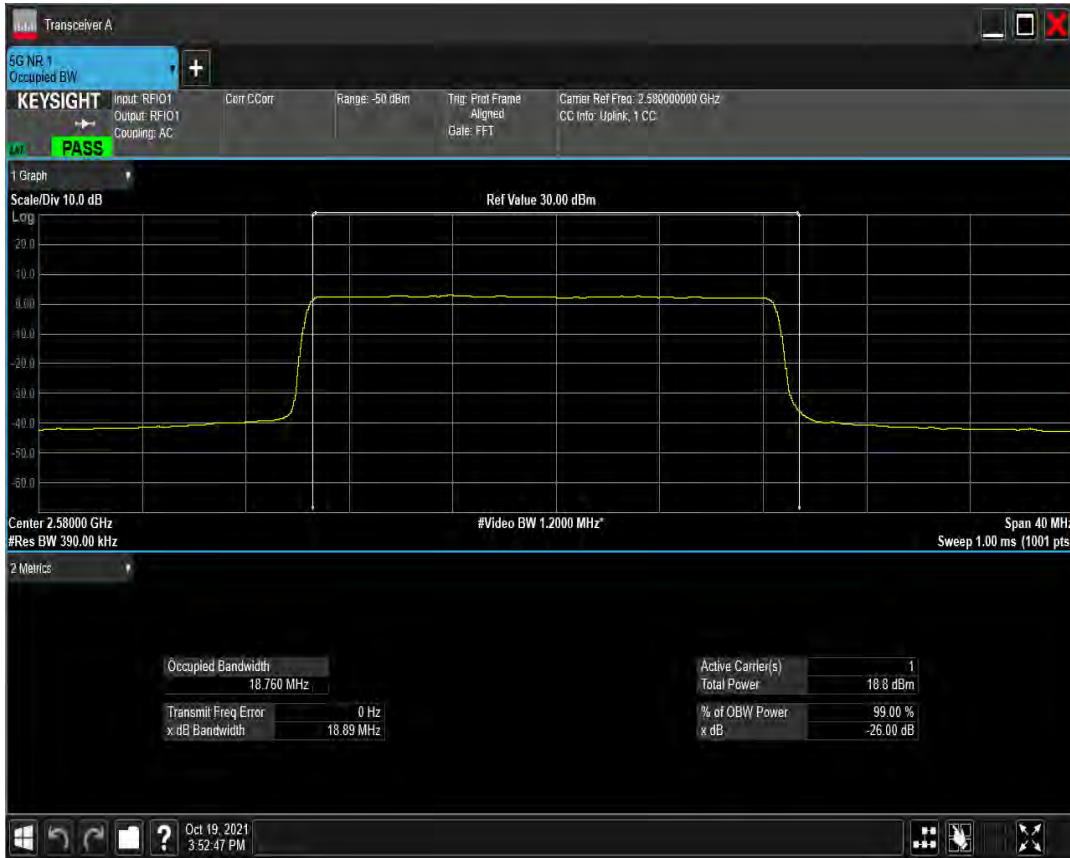 Transceiver A
5G NR 1
Occupied BW
+
KEYSIGHT
Input: RFIO1
Output: RFIO1
Coupling: AC
Corr CCorr
Range: -50 dBm
Trig: Prot Frame
Aligned
Gate: FFT
Carrier Ref Freq: 2.580000000 GHz
CC Info: Uplink, 1 CC
PASS
1 Graph
Scale/Div 10.0 dB
Ref Value 30.00 dBm
Log
20.0
10.0
0.00
-10.0
-20.0
-30.0
-40.0
-50.0
-60.0
Center 2.58000 GHz
#Video BW 1.2000 MHz*
Span 40 MHz
#Res BW 390.00 kHz
Sweep 1.00 ms (1001 pts
2 Metrics
Occupied Bandwidth
18.760 MHz
Transmit Freq Error 0 Hz
x dB Bandwidth 18.89 MHz
Active Carrier(s) 1
Total Power 18.8 dBm
% of OBW Power 99.00 %
x dB -26.00 dB
?
Oct 19, 2021
3:52:47 PM